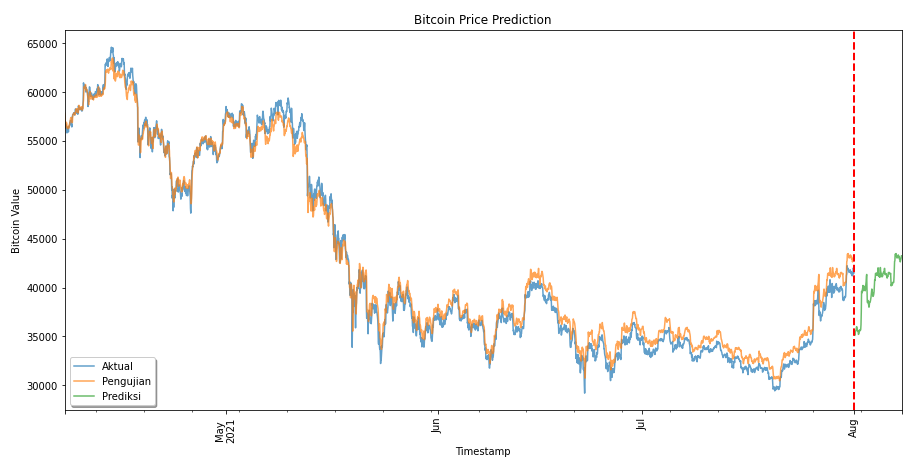 Bitcoin Price Prediction
65000
60000
55000
50000
45000
40000
35000
30000
Bitcoin Value
Aktual
Pengujian
Prediksi
May
2021
Jun
Jul
Aug
Timestamp